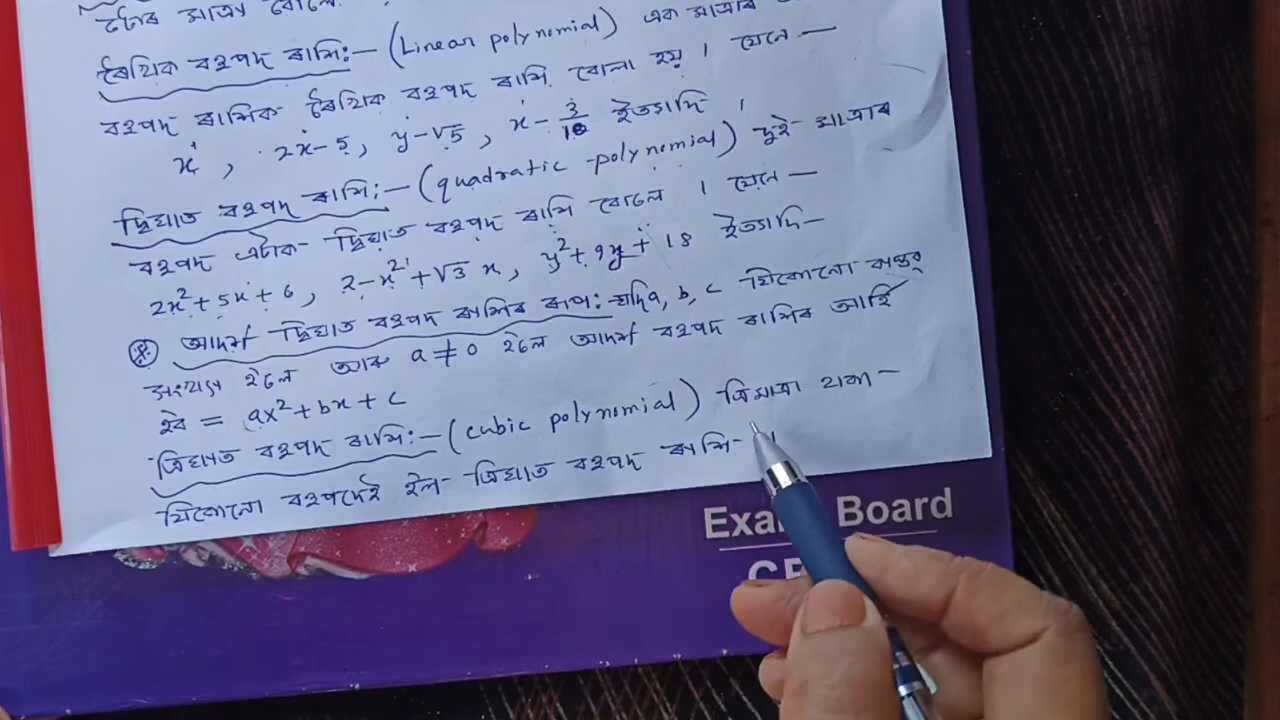 তাৰ মাত্ৰা বোলে।
ৰৈখিক বহুপদ ৰাশি:— (Linear polynomial) এক মাত্ৰাৰ
বহুপদ ৰাশিক ৰৈখিক বহুপদ ৰাশি বোলা হয়। যেনে —
x, 2x-5, y-√5, x-3/10 ইত্যাদি।
দ্বিঘাত বহুপদ ৰাশি:— (quadratic polynomial) দুই মাত্ৰাৰ
বহুপদ এটাক দ্বিঘাত বহুপদ ৰাশি বোলে। যেনে —
2x²+5x+6, 2-x²+√3 x, y²+9y+18 ইত্যাদি—
আদৰ্শ দ্বিঘাত বহুপদ ৰাশিৰ ৰূপ:— যদি a, b, c যিকোনো বাস্তৱ
সংখ্যা হলে আৰু a≠0 হলে আদৰ্শ বহুপদ ৰাশিৰ আৰ্হি
হব = ax²+bx+c
ত্ৰিঘাত বহুপদ ৰাশি:— (cubic polynomial) ত্ৰিমাত্ৰা থকা—
যিকোনো বহুপদেই হল- ত্ৰিঘাত বহুপদ ৰাশি।
Exam Board